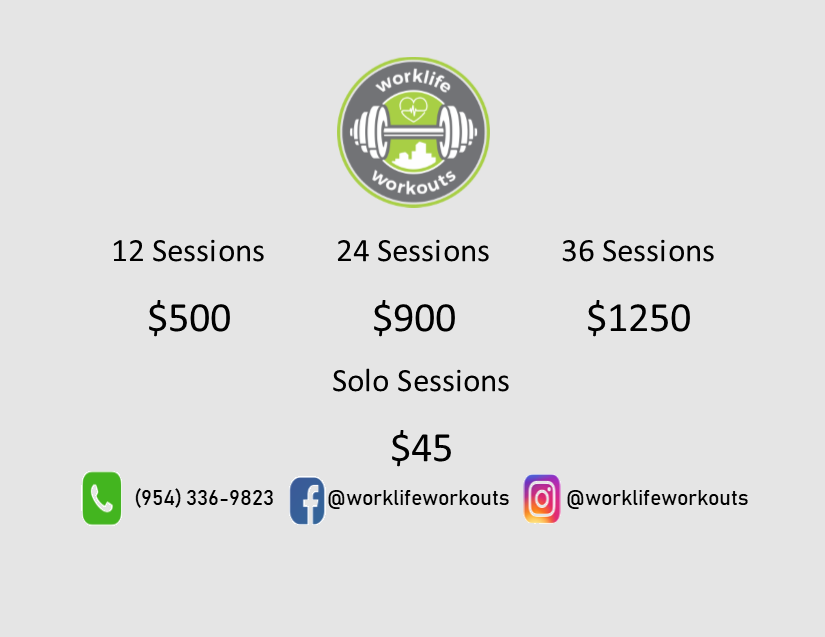 worklife
workouts
12 Sessions 24 Sessions 36 Sessions
$500 $900 $1250
Solo Sessions
$45
(954) 336-9823 @worklifeworkouts @worklifeworkouts